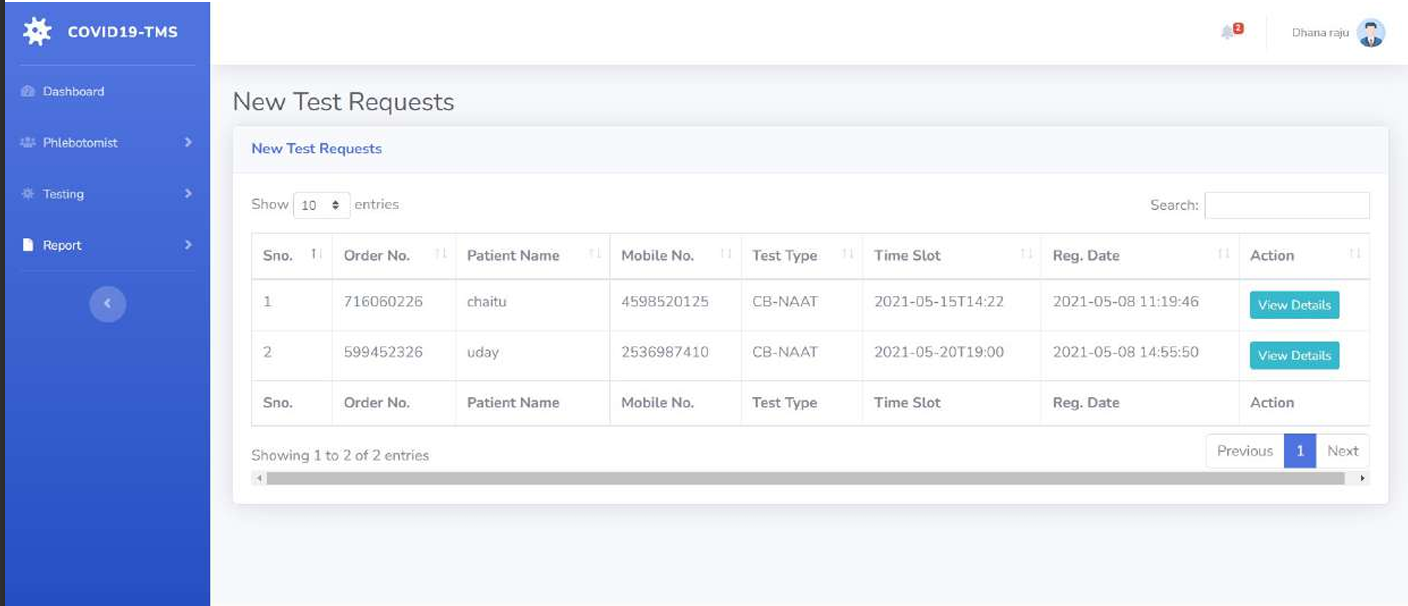 COVID19-TMS
2
Dhana raju
Dashboard
Phlebotomist
Testing
Report
New Test Requests
New Test Requests
Show 10 entries
Search:
Sno. Order No. Patient Name Mobile No. Test Type Time Slot Reg. Date Action
1 716060226 chaitu 4598520125 CB-NAAT 2021-05-15T14:22 2021-05-08 11:19:46 View Details
2 599452326 uday 2536987410 CB-NAAT 2021-05-20T19:00 2021-05-08 14:55:50 View Details
Sno. Order No. Patient Name Mobile No. Test Type Time Slot Reg. Date Action
Showing 1 to 2 of 2 entries
Previous 1 Next